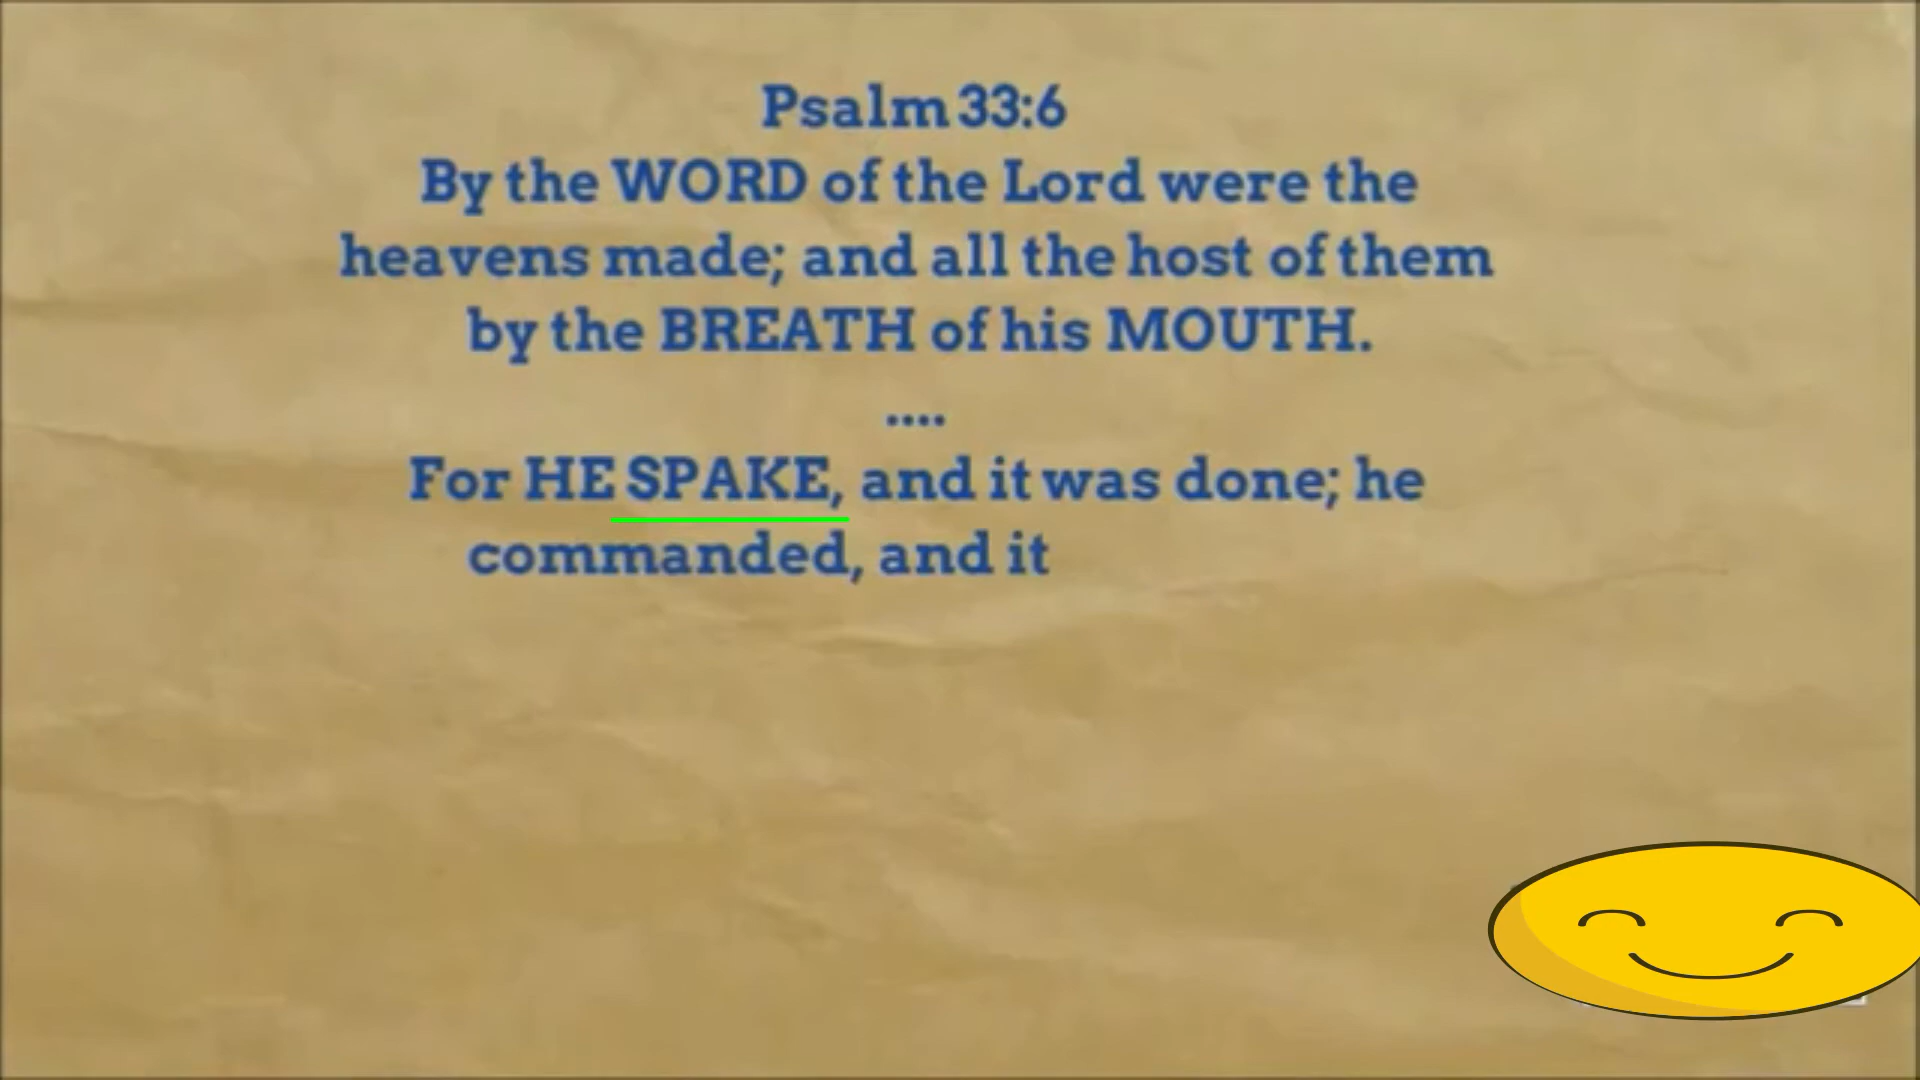 Psalm 33:6
By the WORD of the Lord were the
heavens made; and all the host of them
by the BREATH of his MOUTH.
....
For HE SPAKE, and it was done; he
commanded, and it